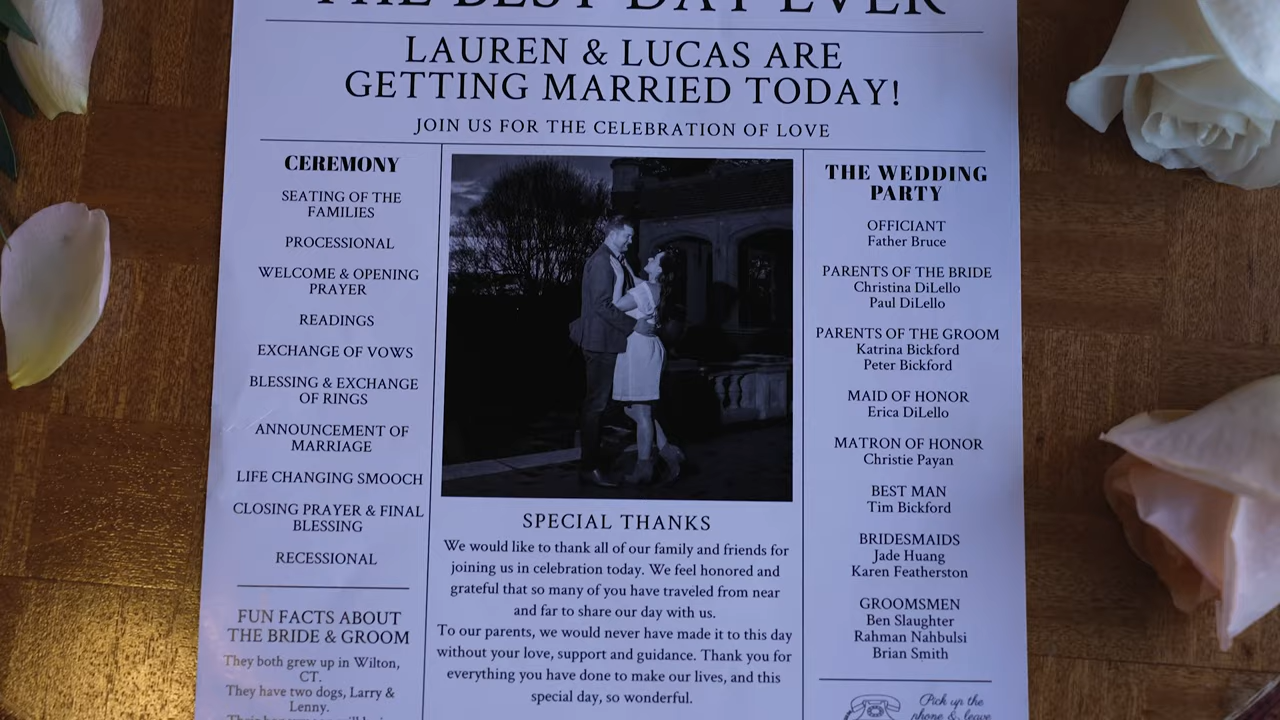 THE BEST DAY EVER
LAUREN & LUCAS ARE
GETTING MARRIED TODAY!
JOIN US FOR THE CELEBRATION OF LOVE
CEREMONY
SEATING OF THE
FAMILIES
PROCESSIONAL
WELCOME & OPENING
PRAYER
READINGS
EXCHANGE OF VOWS
BLESSING & EXCHANGE
OF RINGS
ANNOUNCEMENT OF
MARRIAGE
LIFE CHANGING SMOOCH
CLOSING PRAYER & FINAL
BLESSING
RECESSIONAL
FUN FACTS ABOUT
THE BRIDE & GROOM
They both grew up in Wilton,
CT.
They have two dogs, Larry &
Lenny.
SPECIAL THANKS
We would like to thank all of our family and friends for
joining us in celebration today. We feel honored and
grateful that so many of you have traveled from near
and far to share our day with us.
To our parents, we would never have made it to this day
without your love, support and guidance. Thank you for
everything you have done to make our lives, and this
special day, so wonderful.
THE WEDDING
PARTY
OFFICIANT
Father Bruce
PARENTS OF THE BRIDE
Christina DiLello
Paul DiLello
PARENTS OF THE GROOM
Katrina Bickford
Peter Bickford
MAID OF HONOR
Erica DiLello
MATRON OF HONOR
Christie Payan
BEST MAN
Tim Bickford
BRIDESMAIDS
Jade Huang
Karen Featherston
GROOMSMEN
Ben Slaughter
Rahman Nahbulsi
Brian Smith
Pick up the
phone & leave